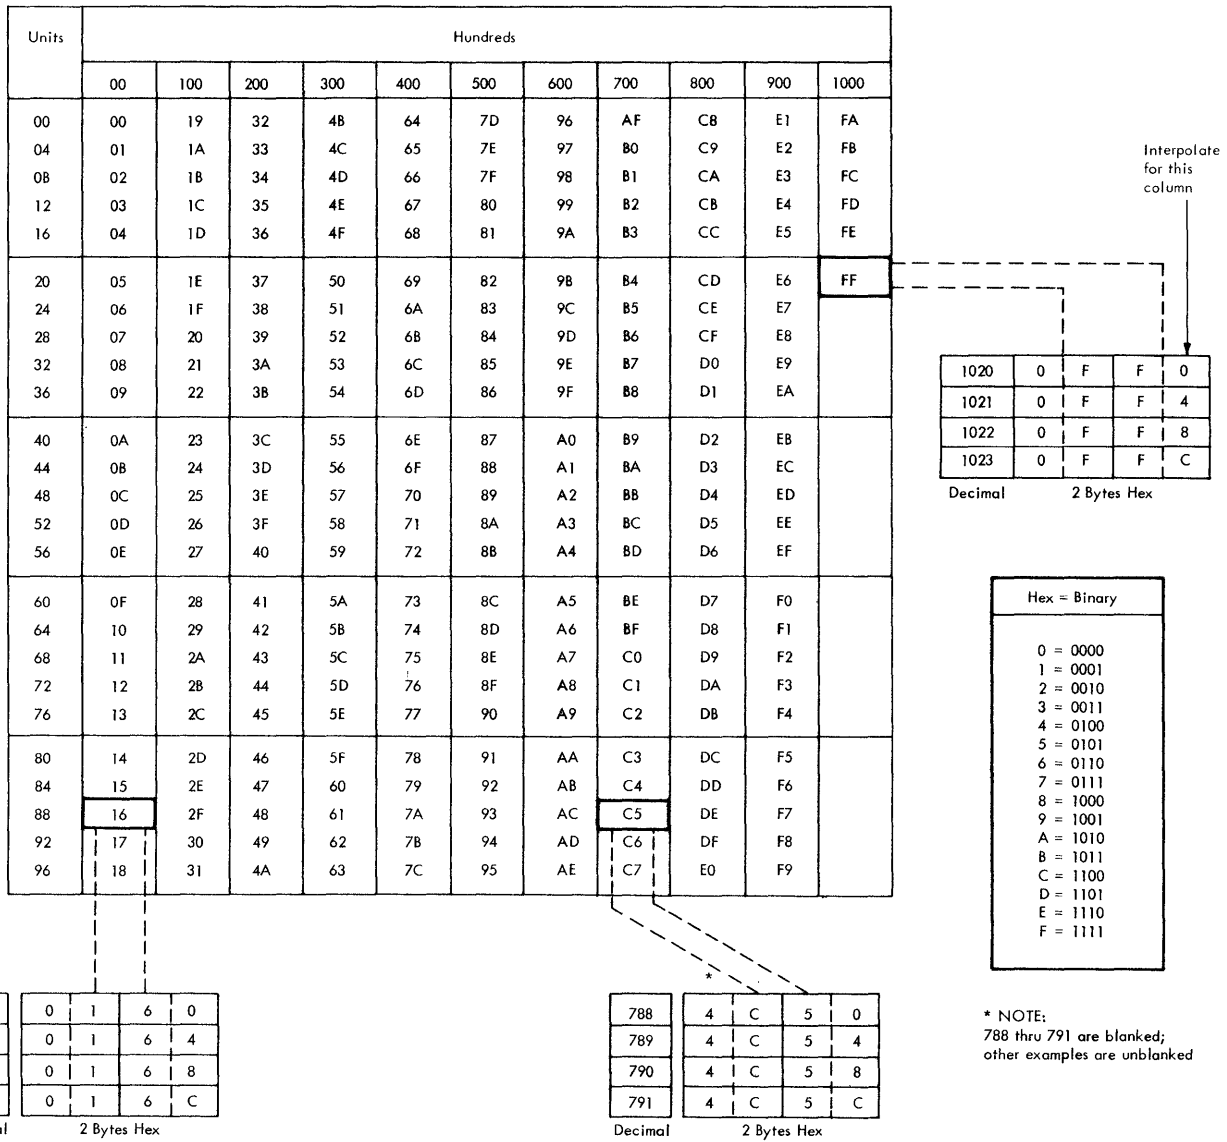 Units Hundreds
00 100 200 300 400 500 600 700 800 900 1000
00 00 19 32 4B 64 7D 96 AF C8 E1 FA
04 01 1A 33 4C 65 7E 97 B0 C9 E2 FB
0B 02 1B 34 4D 66 7F 98 B1 CA E3 FC
12 03 1C 35 4E 67 80 99 B2 CB E4 FD
16 04 1D 36 4F 68 81 9A B3 CC E5 FE
20 05 1E 37 50 69 82 9B B4 CD E6 FF
24 06 1F 38 51 6A 83 9C B5 CE E7
28 07 20 39 52 6B 84 9D B6 CF E8
32 08 21 3A 53 6C 85 9E B7 D0 E9
36 09 22 3B 54 6D 86 9F B8 D1 EA
40 0A 23 3C 55 6E 87 A0 B9 D2 EB
44 0B 24 3D 56 6F 88 A1 BA D3 EC
48 0C 25 3E 57 70 89 A2 BB D4 ED
52 0D 26 3F 58 71 8A A3 BC D5 EE
56 0E 27 40 59 72 8B A4 BD D6 EF
60 0F 28 41 5A 73 8C A5 BE D7 F0
64 10 29 42 5B 74 8D A6 BF D8 F1
68 11 2A 43 5C 75 8E A7 C0 D9 F2
72 12 2B 44 5D 76 8F A8 C1 DA F3
76 13 2C 45 5E 77 90 A9 C2 DB F4
80 14 2D 46 5F 78 91 AA C3 DC F5
84 15 2E 47 60 79 92 AB C4 DD F6
88 16 2F 48 61 7A 93 AC C5 DE F7
92 17 30 49 62 7B 94 AD C6 DF F8
96 18 31 4A 63 7C 95 AE C7 E0 F9
Interpolate
for this
column
1020 0 F F 0
1021 0 F F 4
1022 0 F F 8
1023 0 F F C
Decimal 2 Bytes Hex
Hex = Binary
0 = 0000
1 = 0001
2 = 0010
3 = 0011
4 = 0100
5 = 0101
6 = 0110
7 = 0111
8 = 1000
9 = 1001
A = 1010
B = 1011
C = 1100
D = 1101
E = 1110
F = 1111
0 1 6 0
0 1 6 4
0 1 6 8
0 1 6 C
2 Bytes Hex
*
788 4 C 5 0
789 4 C 5 4
790 4 C 5 8
791 4 C 5 C
Decimal 2 Bytes Hex
* NOTE:
788 thru 791 are blanked;
other examples are unblanked